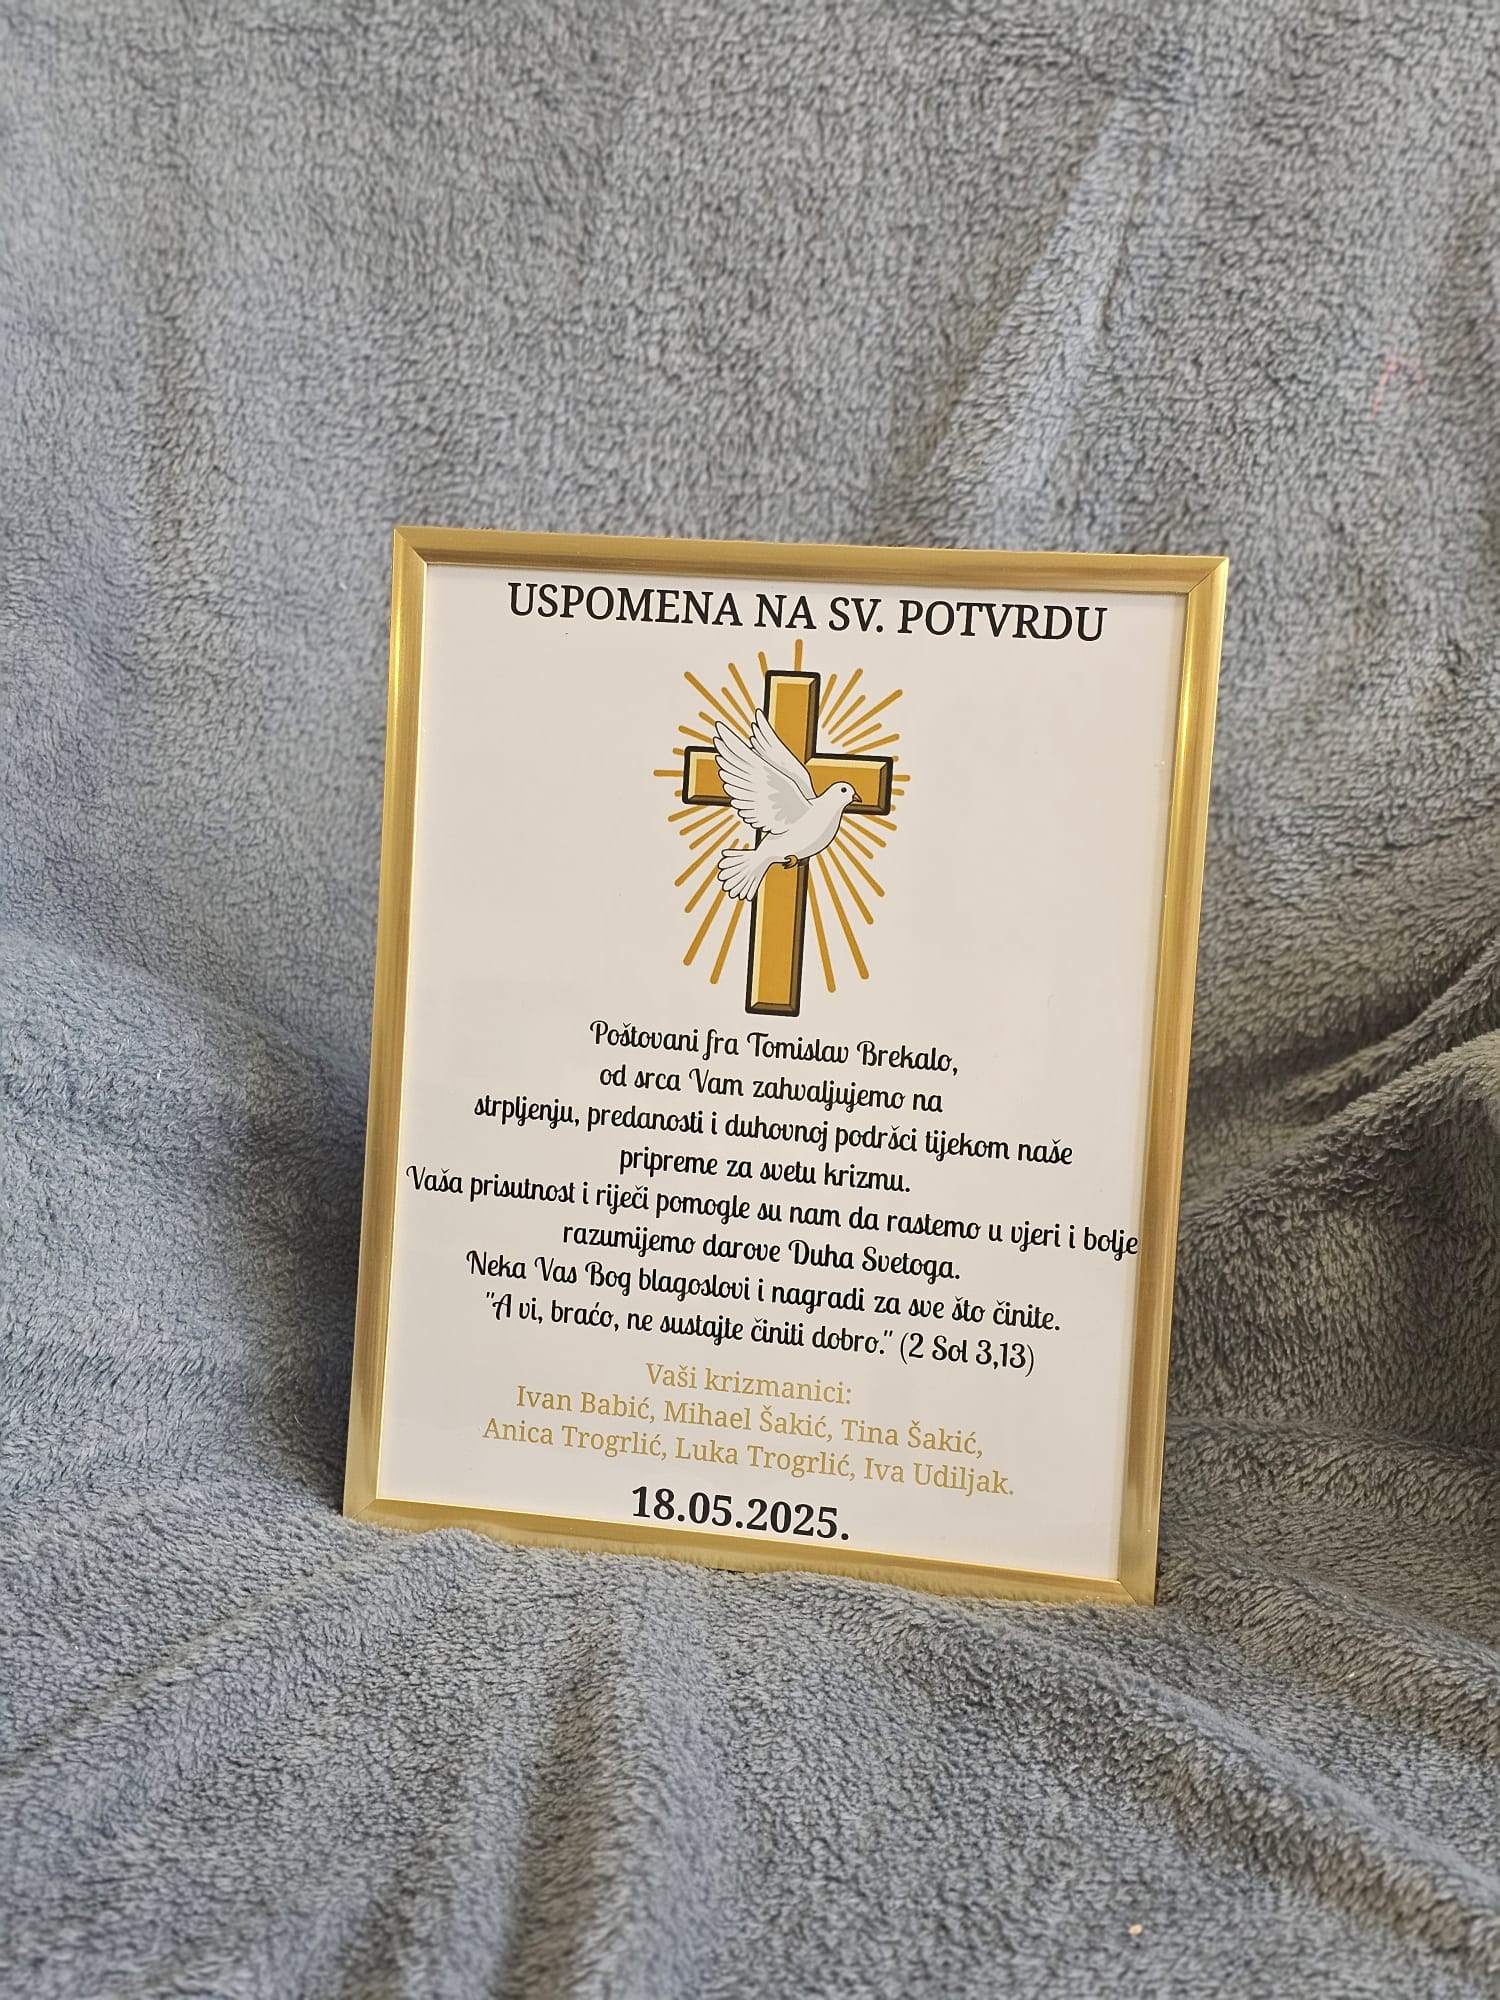 USPOMENA NA SV. POTVRDU
Poštovani fra Tomislav Brekalo,
od srca Vam zahvaljujemo na
strpljenju, predanosti i duhovnoj podršci tijekom naše
pripreme za svetu krizmu.
Vaša prisutnost i riječi pomogle su nam da rastemo u vjeri i bolje
razumijemo darove Duha Svetoga.
Neka Vas Bog blagoslovi i nagradi za sve što činite.
"A vi, braćo, ne sustajte činiti dobro." (2 Sol 3,13)
Vaši krizmanici:
Ivan Babić, Mihael Šakić, Tina Šakić,
Anica Trogrlić, Luka Trogrlić, Iva Udiljak.
18.05.2025.